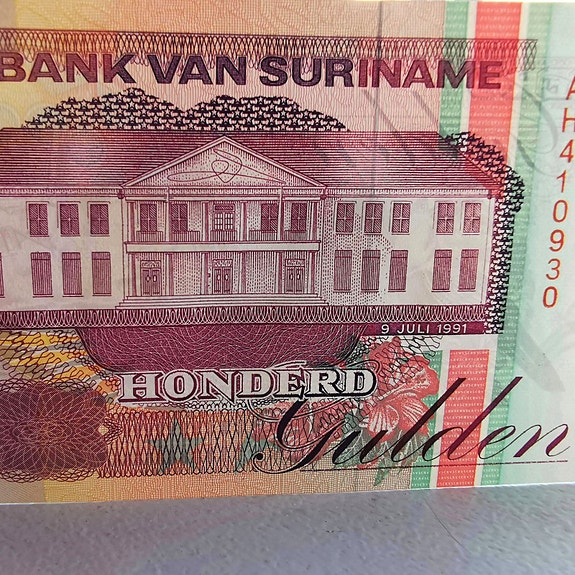 BANK VAN SURINAME
AH410930
9 JULI 1991
HONDERD
Gulden